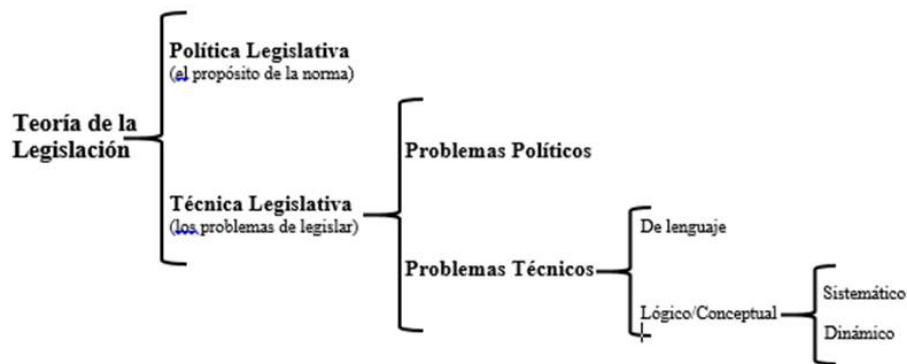 Teoría de la
Legislación
Política Legislativa
(el propósito de la norma)
Técnica Legislativa
(los problemas de legislar)
Problemas Políticos
Problemas Técnicos
De lenguaje
Lógico/Conceptual
Sistemático
Dinámico